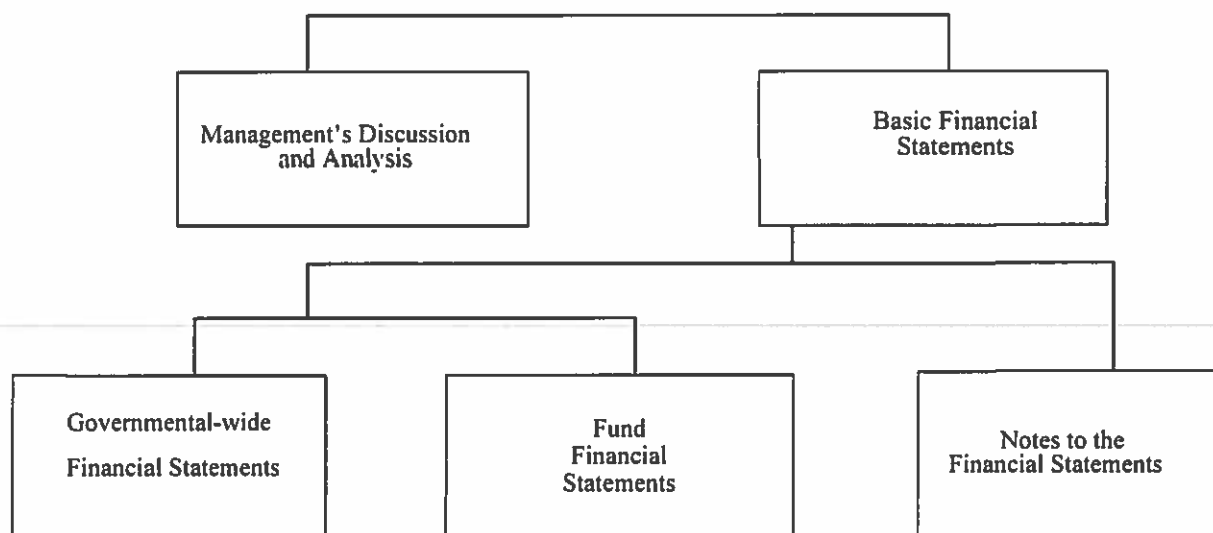 Management's Discussion
and Analysis
Basic Financial
Statements
Governmental-wide
Financial Statements
Fund
Financial
Statements
Notes to the
Financial Statements